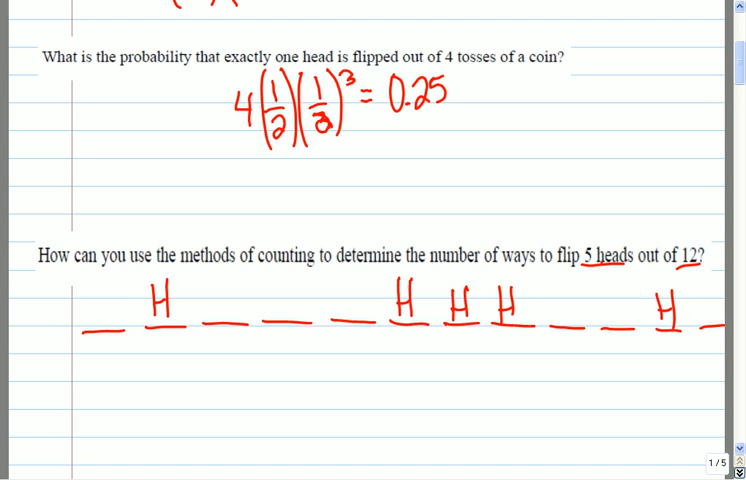 What is the probability that exactly one head is flipped out of 4 tosses of a coin?
4(1/2)(1/2)^3 = 0.25
How can you use the methods of counting to determine the number of ways to flip 5 heads out of 12?
_ H _ _ _ H H H _ _ H _
1 / 5